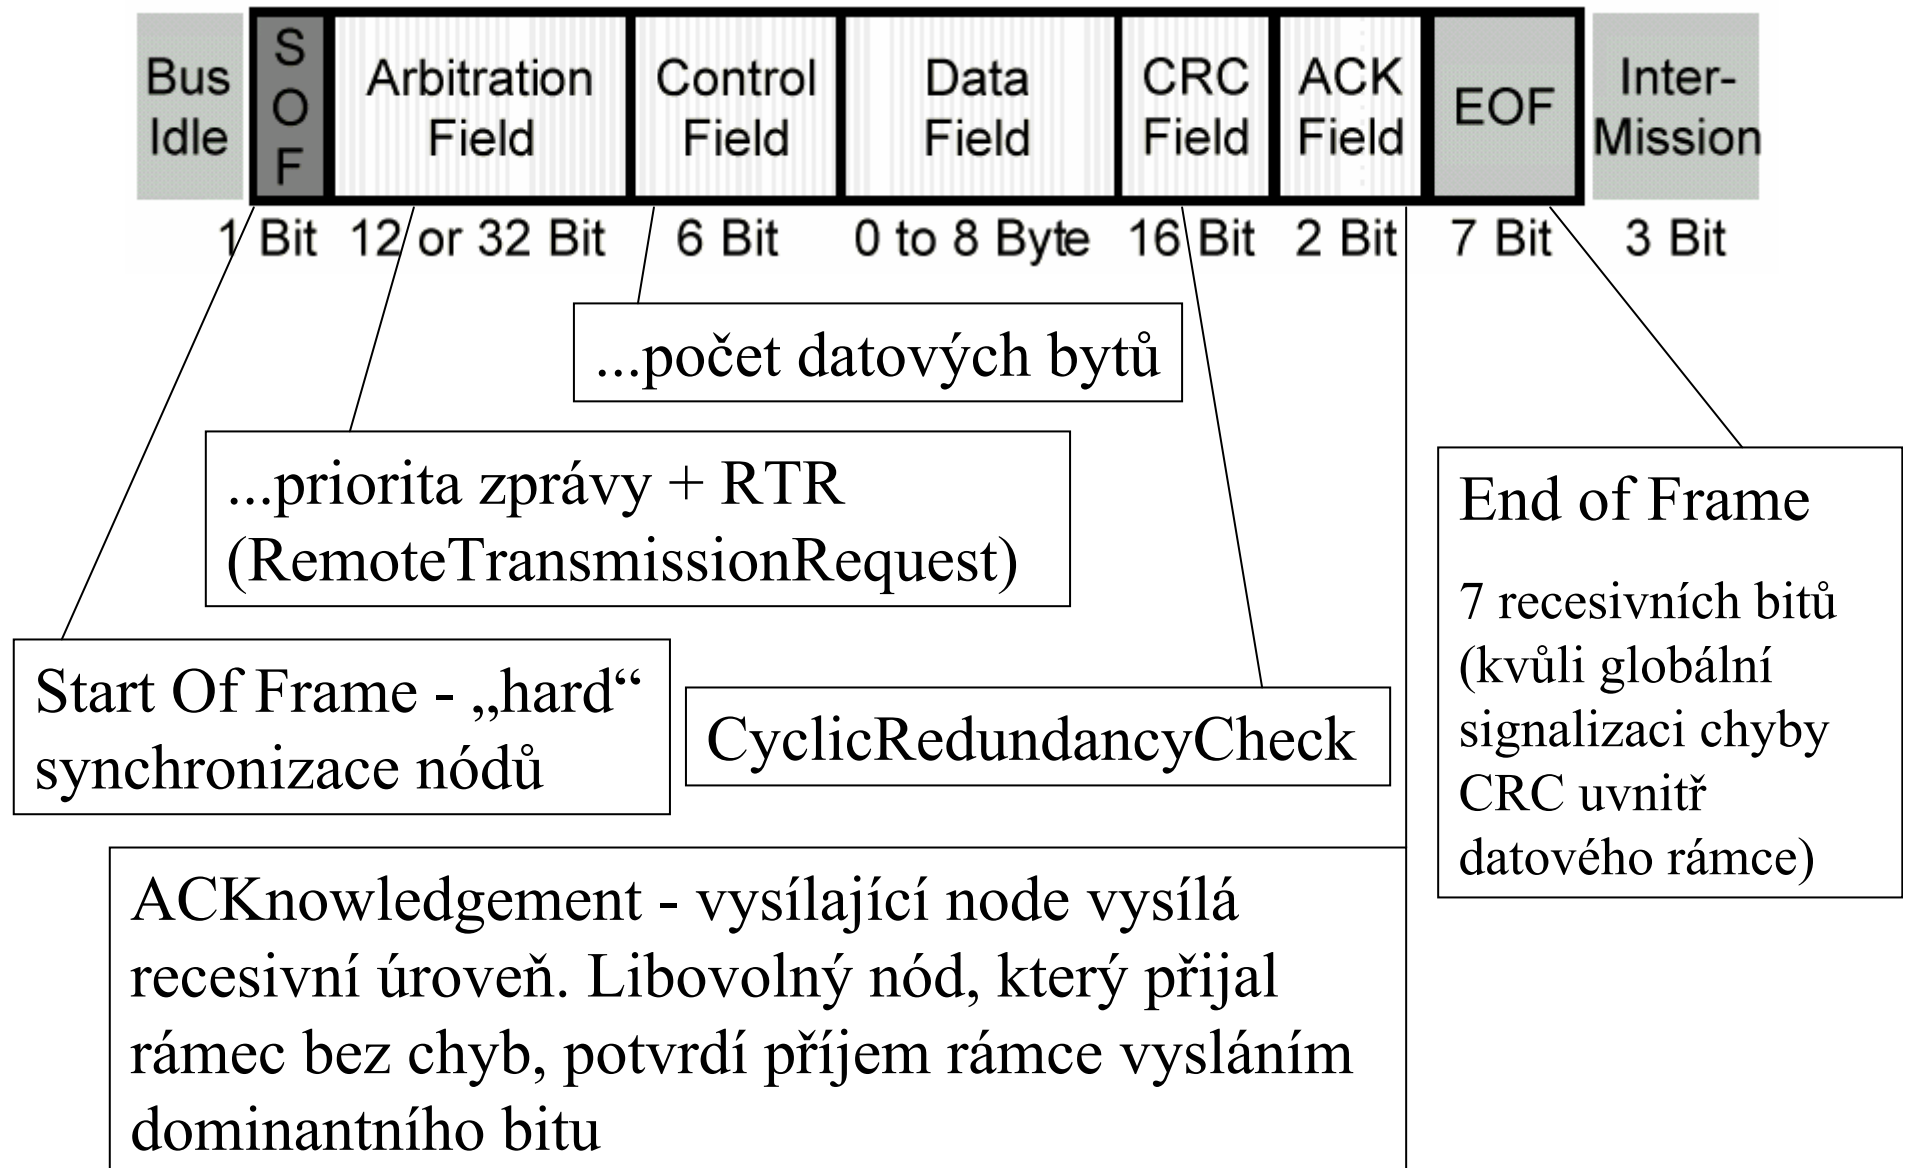 Bus
Idle
S
O
F
Arbitration
Field
Control
Field
Data
Field
CRC
Field
ACK
Field
EOF
Inter-
Mission
1 Bit
12 or 32 Bit
6 Bit
0 to 8 Byte
16 Bit
2 Bit
7 Bit
3 Bit
...počet datových bytů
...priorita zprávy + RTR
(RemoteTransmissionRequest)
End of Frame
7 recesivních bitů
(kvůli globální
signalizaci chyby
CRC uvnitř
datového rámce)
Start Of Frame - „hard“
synchronizace nódů
CyclicRedundancyCheck
ACKnowledgement - vysílající node vysílá
recesivní úroveň. Libovolný nód, který přijal
rámec bez chyb, potvrdí příjem rámce vysláním
dominantního bitu